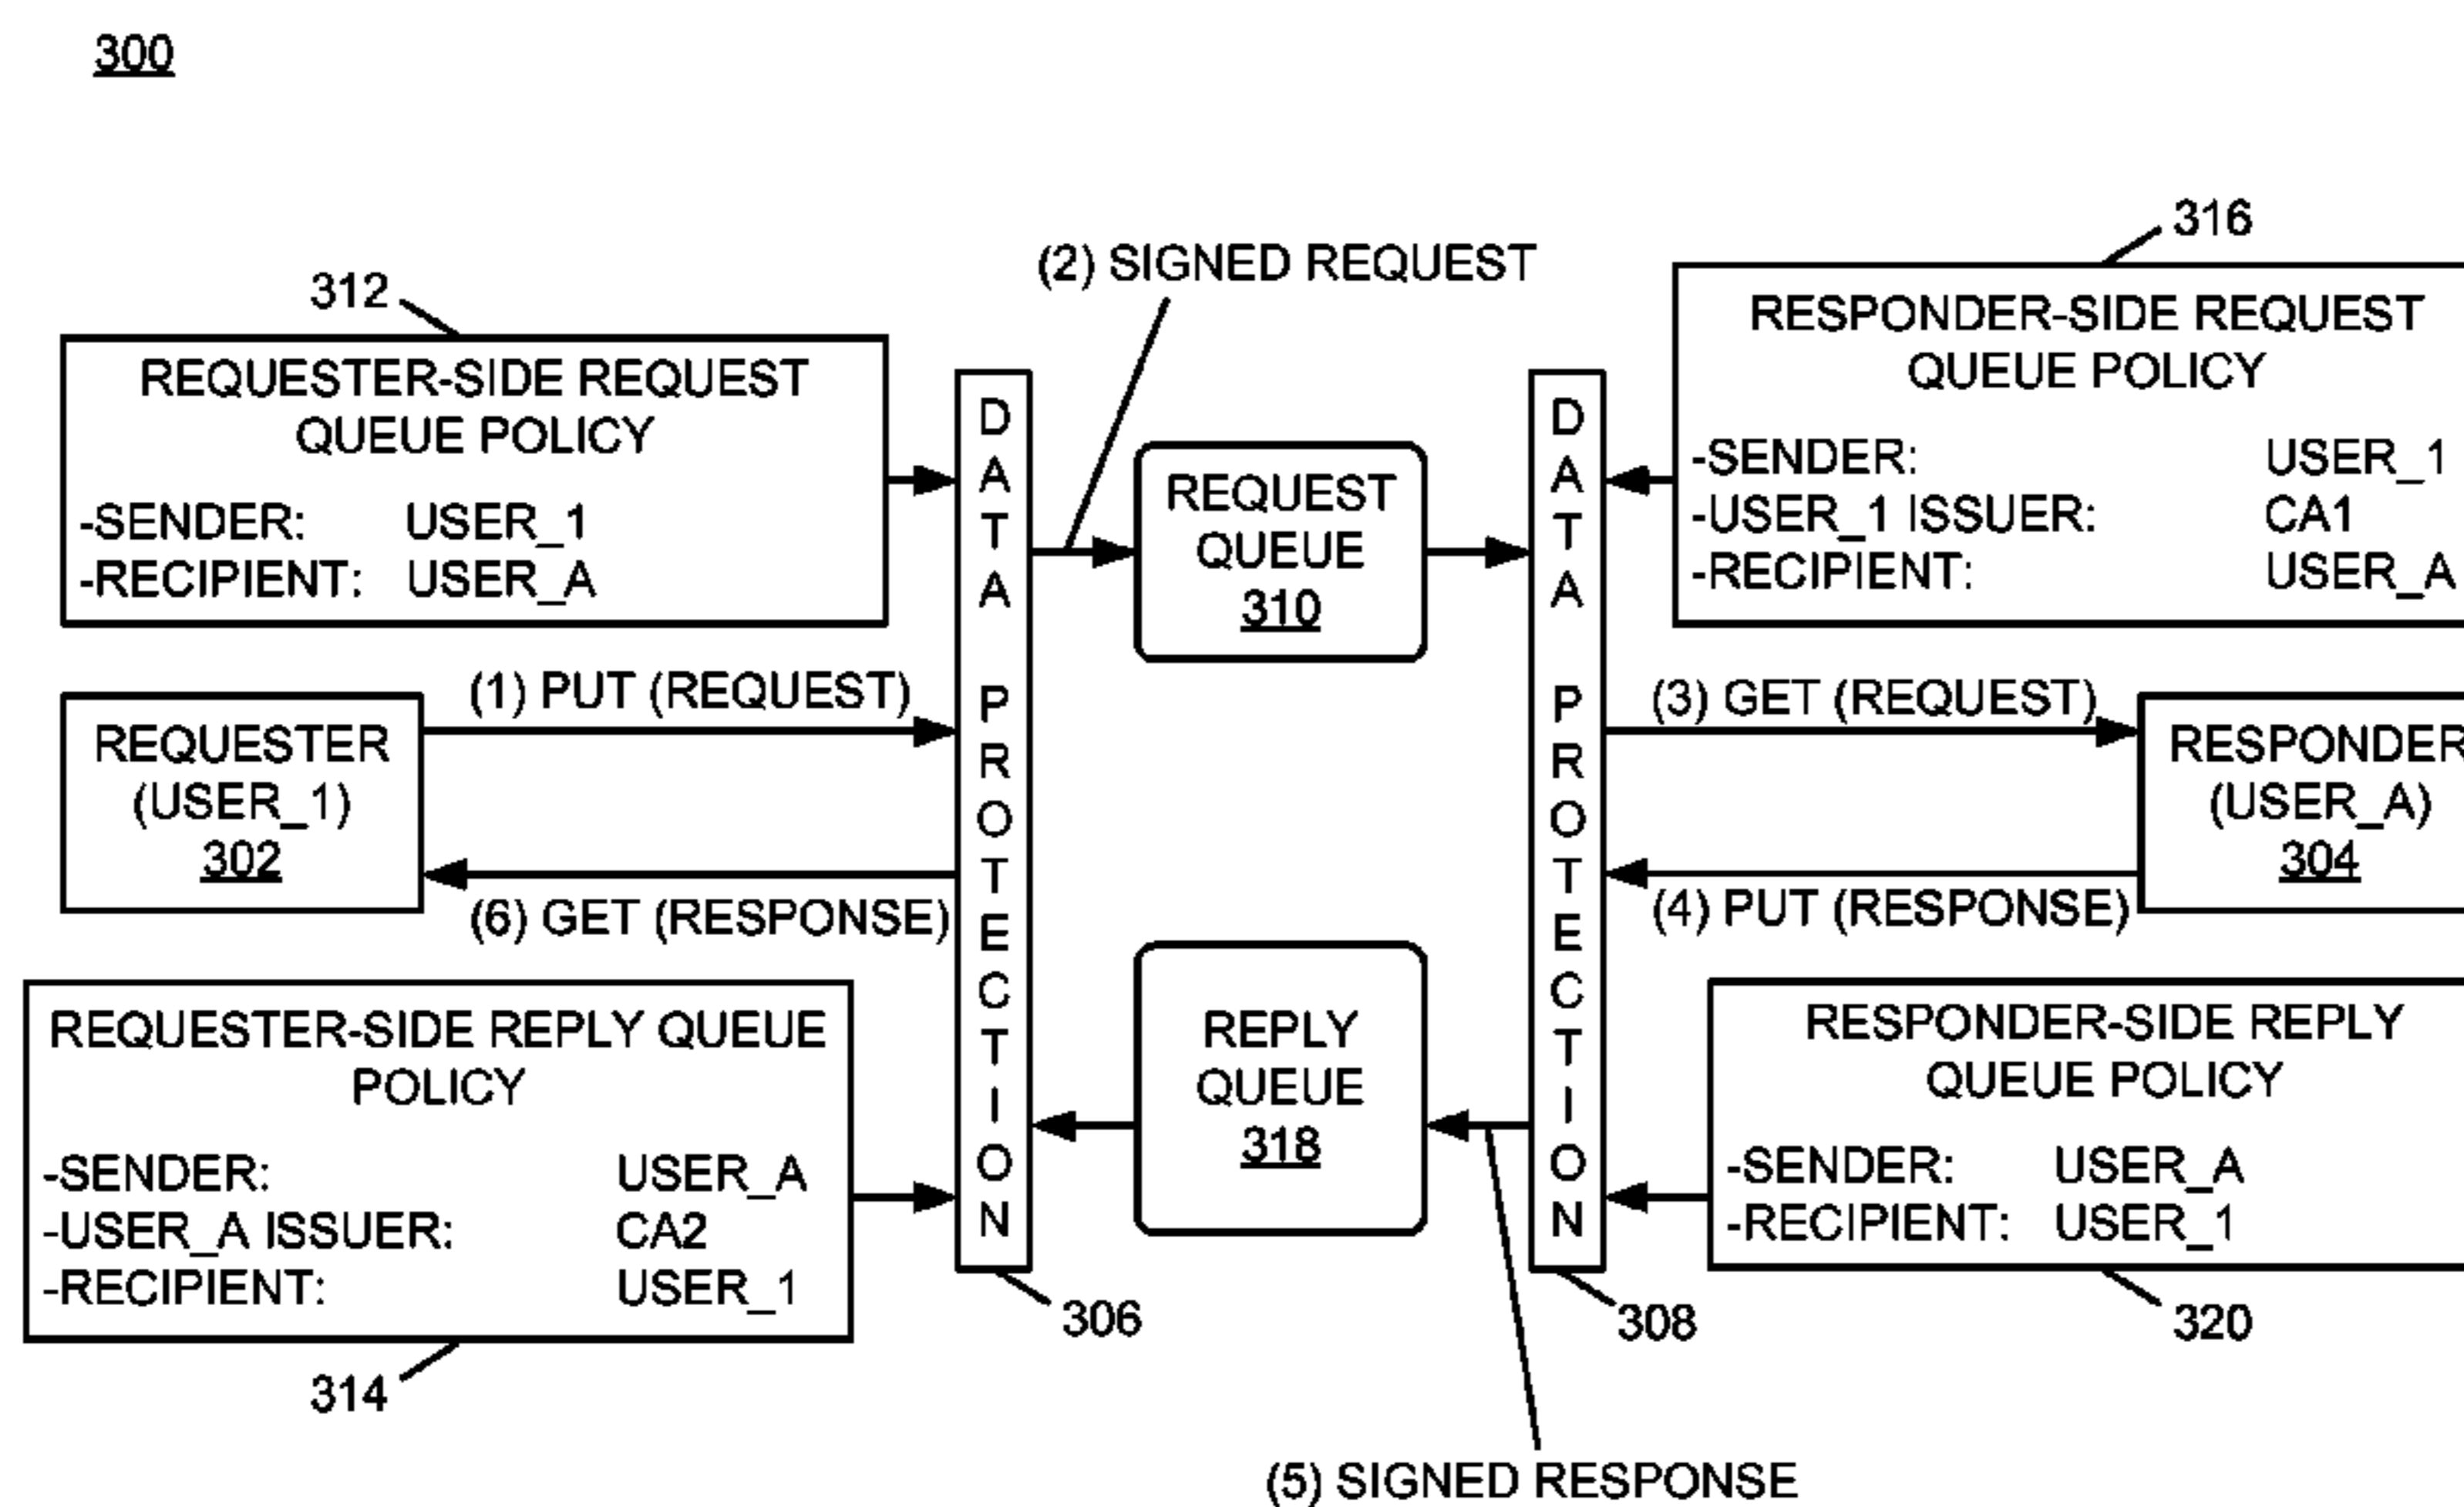 300
312
REQUESTER-SIDE REQUEST
QUEUE POLICY
-SENDER: USER_1
-RECIPIENT: USER_A
(2) SIGNED REQUEST
316
RESPONDER-SIDE REQUEST
QUEUE POLICY
-SENDER: USER_1
-USER_1 ISSUER: CA1
-RECIPIENT: USER_A
DATA PROTECTION
REQUEST
QUEUE
310
DATA PROTECTION
REQUESTER
(USER_1)
302
(1) PUT (REQUEST)
(6) GET (RESPONSE)
(3) GET (REQUEST)
(4) PUT (RESPONSE)
RESPONDER
(USER_A)
304
REQUESTER-SIDE REPLY QUEUE
POLICY
-SENDER: USER_A
-USER_A ISSUER: CA2
-RECIPIENT: USER_1
314
306
REPLY
QUEUE
318
308
RESPONDER-SIDE REPLY
QUEUE POLICY
-SENDER: USER_A
-RECIPIENT: USER_1
320
(5) SIGNED RESPONSE